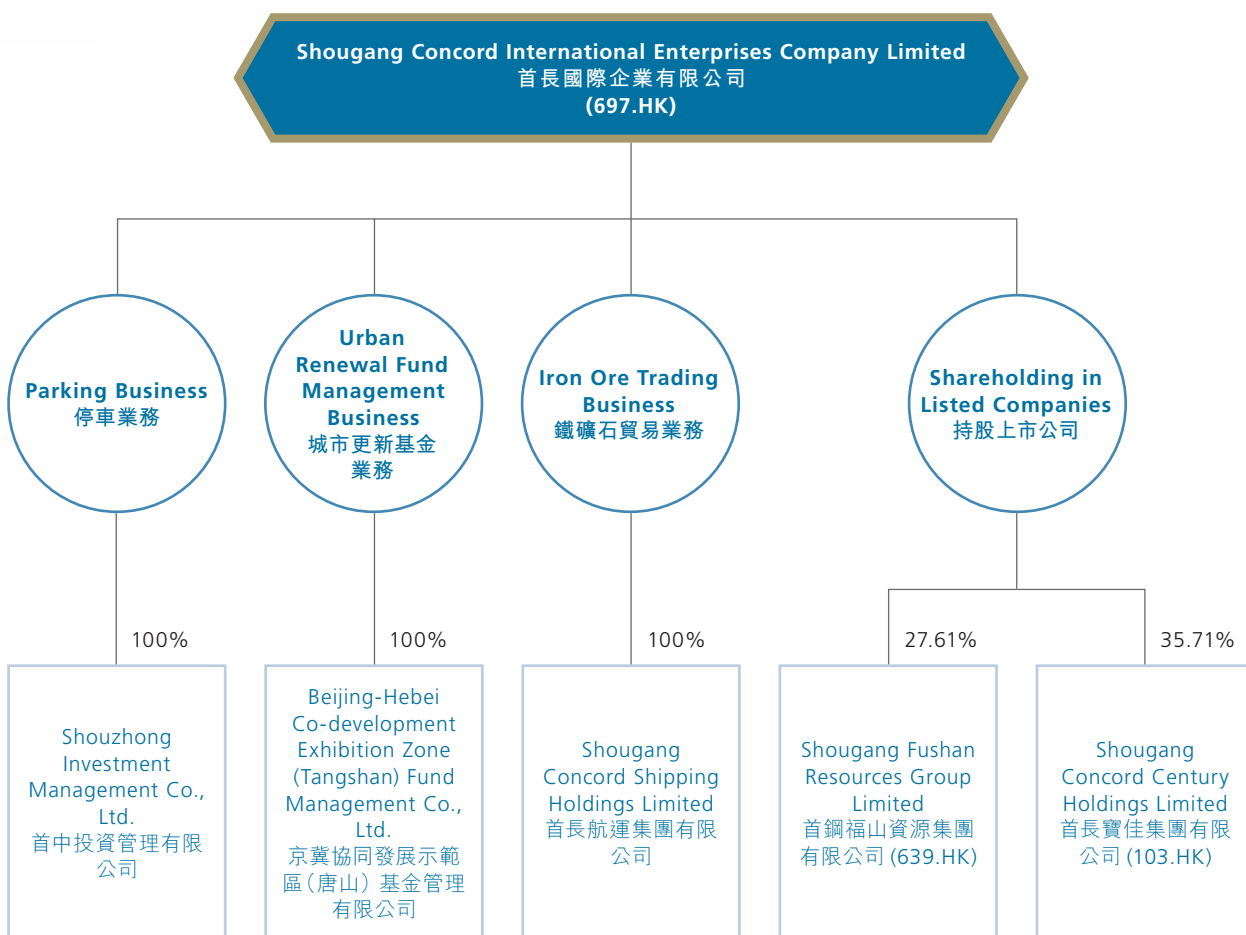 Shougang Concord International Enterprises Company Limited
首長國際企業有限公司
(697.HK)
Parking Business
停車業務
Urban
Renewal Fund
Management
Business
城市更新基金
業務
Iron Ore Trading
Business
鐵礦石貿易業務
Shareholding in
Listed Companies
持股上市公司
100%
100%
100%
27.61%
35.71%
Shouzhong
Investment
Management Co.,
Ltd.
首中投資管理有限
公司
Beijing-Hebei
Co-development
Exhibition Zone
(Tangshan) Fund
Management Co.,
Ltd.
京冀協同發展示範
區(唐山) 基金管理
有限公司
Shougang
Concord Shipping
Holdings Limited
首長航運集團有限
公司
Shougang Fushan
Resources Group
Limited
首鋼福山資源集團
有限公司 (639.HK)
Shougang
Concord Century
Holdings Limited
首長寶佳集團有限
公司 (103.HK)